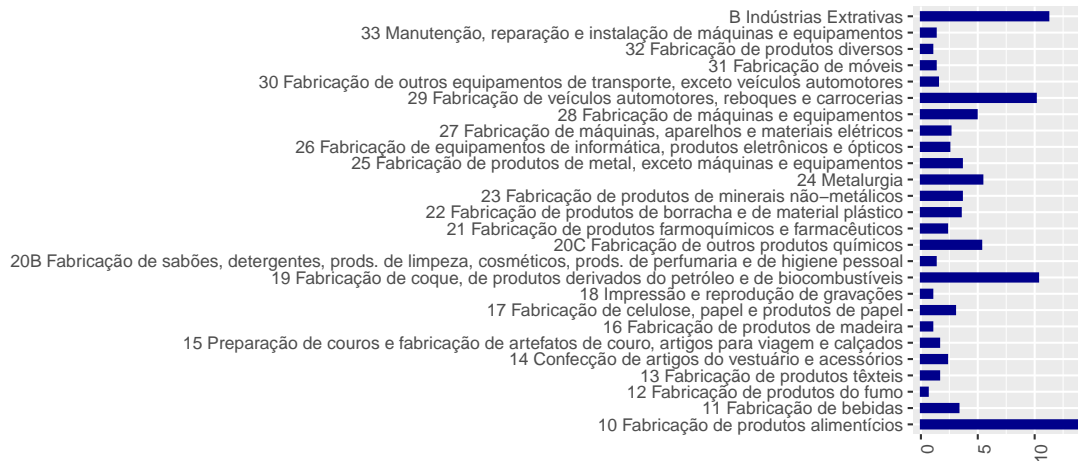 B Indústrias Extrativas
33 Manutenção, reparação e instalação de máquinas e equipamentos
32 Fabricação de produtos diversos
31 Fabricação de móveis
30 Fabricação de outros equipamentos de transporte, exceto veículos automotores
29 Fabricação de veículos automotores, reboques e carrocerias
28 Fabricação de máquinas e equipamentos
27 Fabricação de máquinas, aparelhos e materiais elétricos
26 Fabricação de equipamentos de informática, produtos eletrônicos e ópticos
25 Fabricação de produtos de metal, exceto máquinas e equipamentos
24 Metalurgia
23 Fabricação de produtos de minerais não−metálicos
22 Fabricação de produtos de borracha e de material plástico
21 Fabricação de produtos farmoquímicos e farmacêuticos
20C Fabricação de outros produtos químicos
20B Fabricação de sabões, detergentes, prods. de limpeza, cosméticos, prods. de perfumaria e de higiene pessoal
19 Fabricação de coque, de produtos derivados do petróleo e de biocombustíveis
18 Impressão e reprodução de gravações
17 Fabricação de celulose, papel e produtos de papel
16 Fabricação de produtos de madeira
15 Preparação de couros e fabricação de artefatos de couro, artigos para viagem e calçados
14 Confecção de artigos do vestuário e acessórios
13 Fabricação de produtos têxteis
12 Fabricação de produtos do fumo
11 Fabricação de bebidas
10 Fabricação de produtos alimentícios
0
5
10